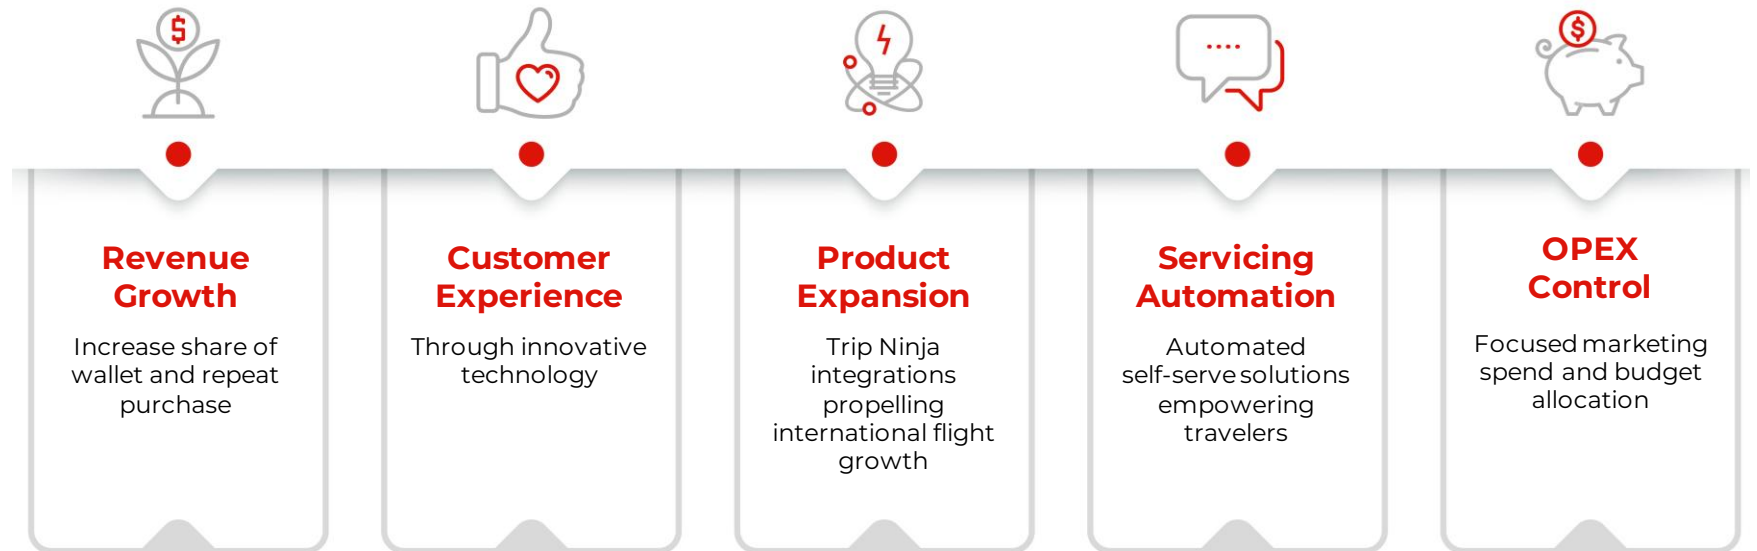 Revenue
Growth
Increase share of
wallet and repeat
purchase
Customer
Experience
Through innovative
technology
Product
Expansion
Trip Ninja
integrations
propelling
international flight
growth
Servicing
Automation
Automated
self-serve solutions
empowering
travelers
OPEX
Control
Focused marketing
spend and budget
allocation